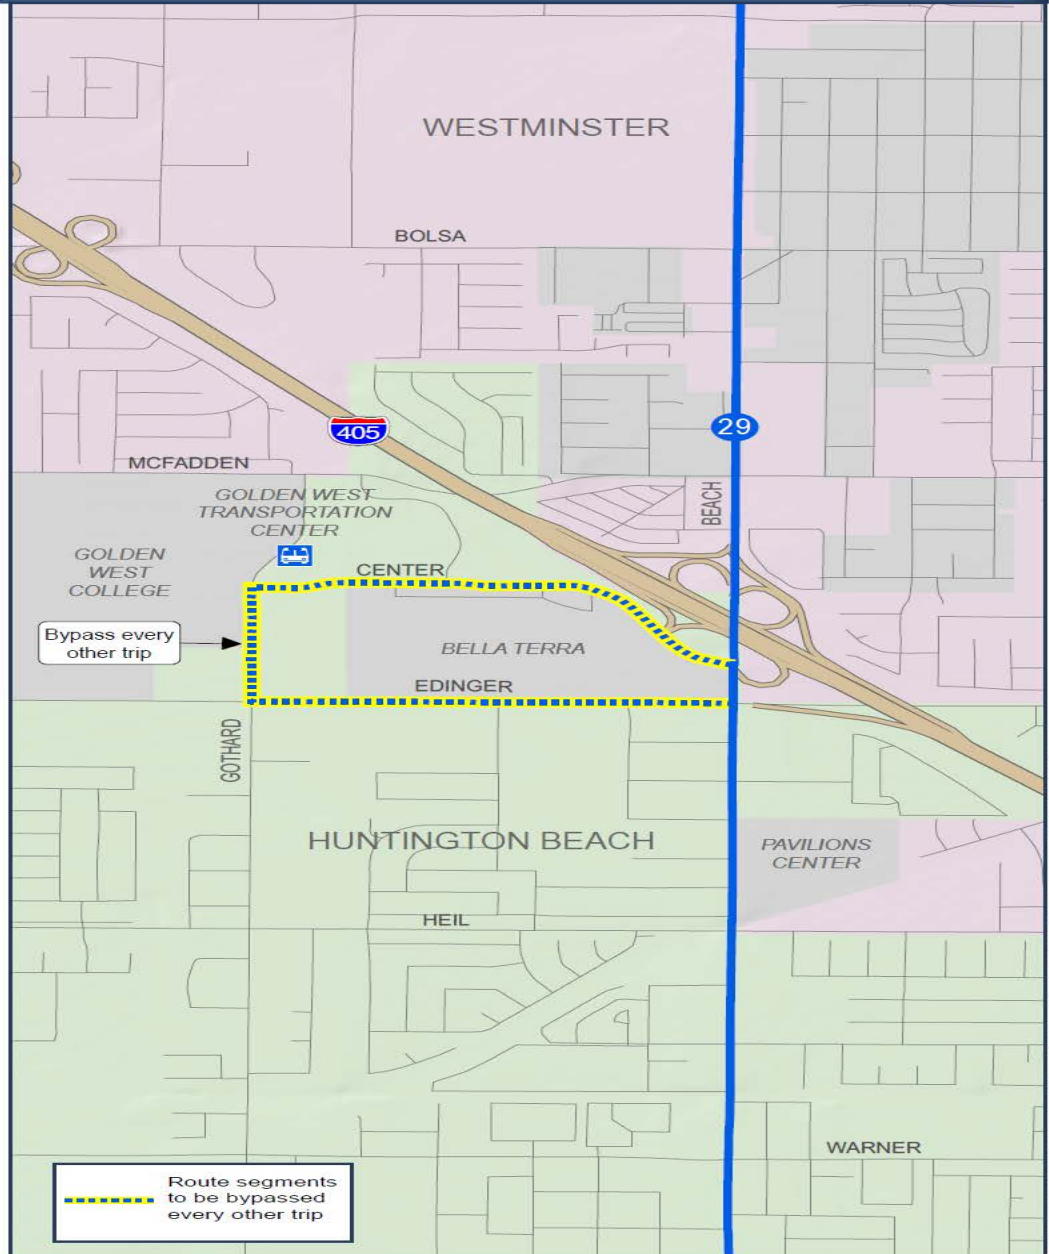 WESTMINSTER
BOLSA
405
29
MCFADDEN
BEACH
GOLDEN WEST
TRANSPORTATION
CENTER
GOLDEN
WEST
COLLEGE
CENTER
Bypass every
other trip
BELLA TERRA
EDINGER
GOTHARD
HUNTINGTON BEACH
PAVILIONS
CENTER
HEIL
WARNER
Route segments
to be bypassed
every other trip